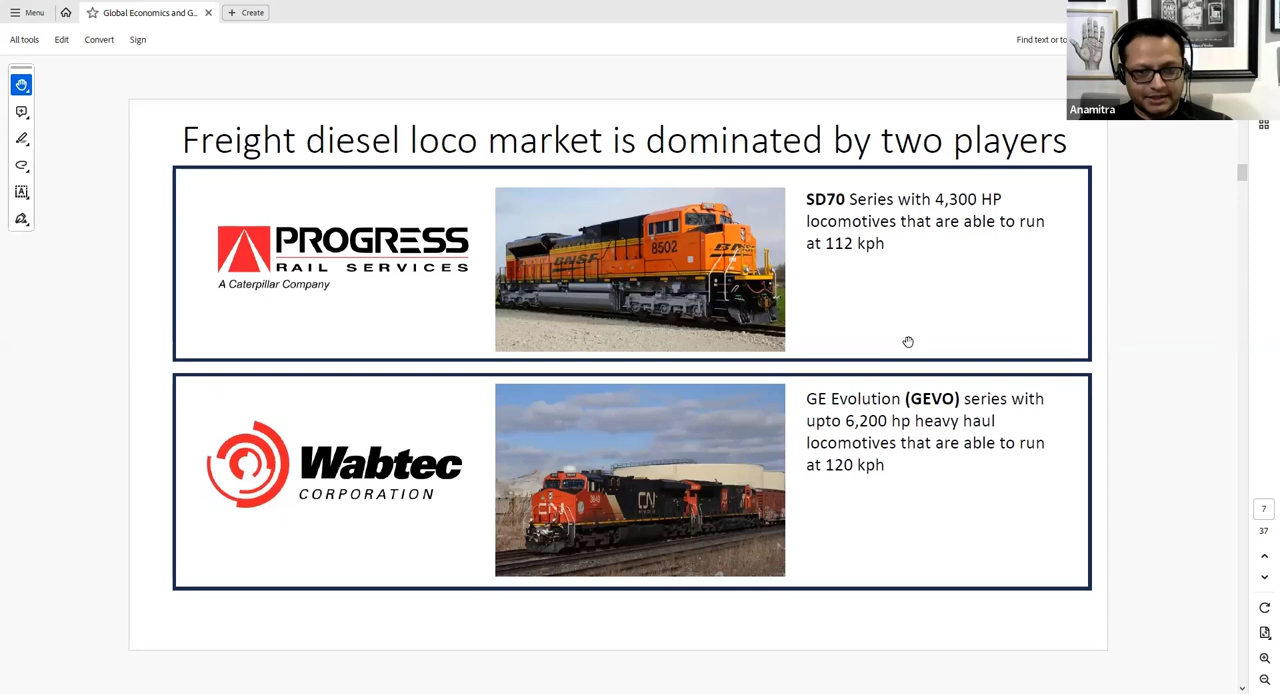 Menu
Global Economics and G...
Create
All tools
Edit
Convert
Sign
Find text or to
Anamitra
Freight diesel loco market is dominated by two players
PROGRESS
RAIL SERVICES
A Caterpillar Company
8502
BNSF
BNSF
SD70 Series with 4,300 HP
locomotives that are able to run
at 112 kph
Wabtec
CORPORATION
CN
CN
GE Evolution (GEVO) series with
upto 6,200 hp heavy haul
locomotives that are able to run
at 120 kph
7
37